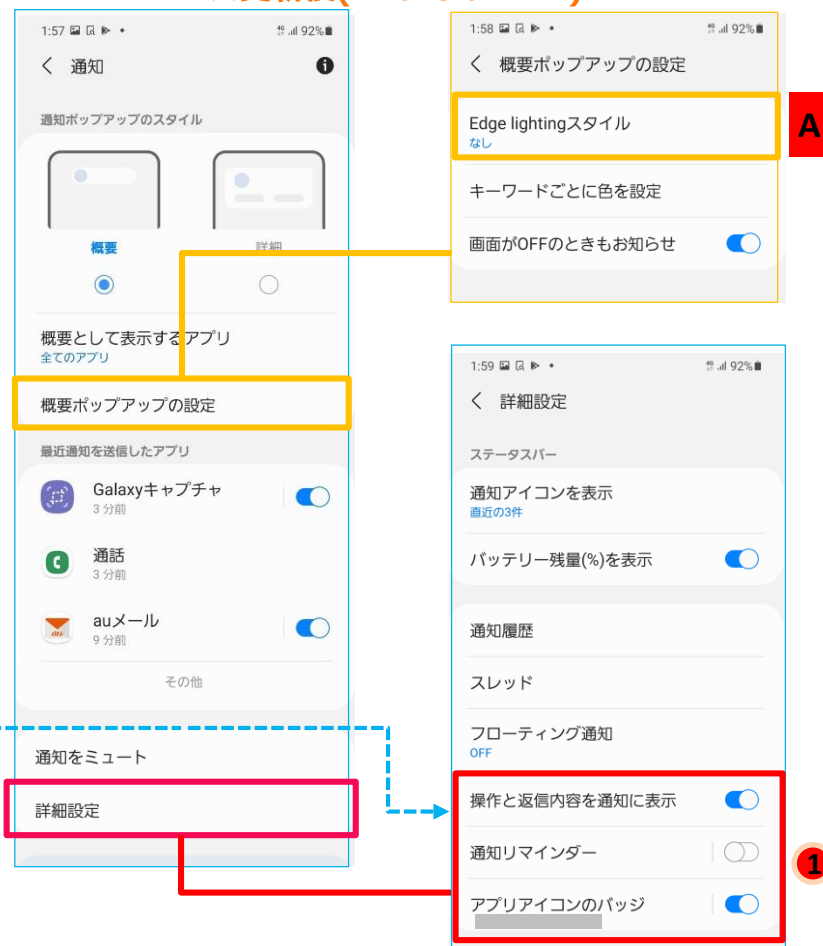 1:57
92%
通知
通知ポップアップのスタイル
概要
詳細
概要として表示するアプリ
全てのアプリ
概要ポップアップの設定
最近通知を送信したアプリ
Galaxyキャプチャ
3 分前
通話
3 分前
auメール
9 分前
その他
通知をミュート
詳細設定
1:58
92%
概要ポップアップの設定
Edge lightingスタイル
なし
A
キーワードごとに色を設定
画面がOFFのときもお知らせ
1:59
92%
詳細設定
ステータスバー
通知アイコンを表示
直近の3件
バッテリー残量(%)を表示
通知履歴
スレッド
フローティング通知
OFF
操作と返信内容を通知に表示
通知リマインダー
1
アプリアイコンのバッジ